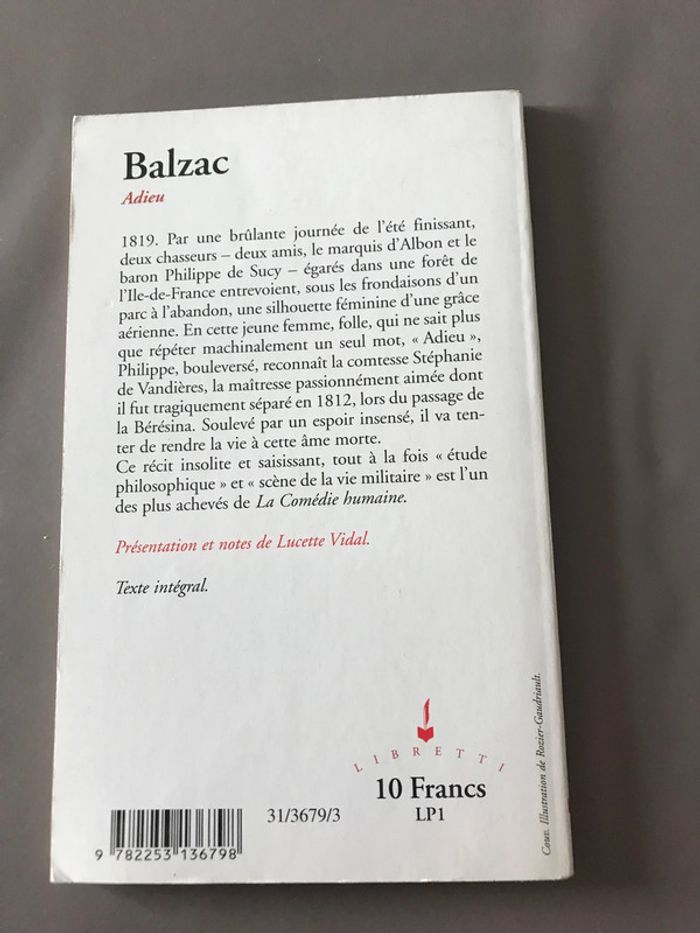 Balzac
Adieu
1819. Par une brûlante journée de l'été finissant,
deux chasseurs – deux amis, le marquis d'Albon et le
baron Philippe de Sucy – égarés dans une forêt de
l'Ile-de-France entrevoient, sous les frondaisons d'un
parc à l'abandon, une silhouette féminine d'une grâce
aérienne. En cette jeune femme, folle, qui ne sait plus
que répéter machinalement un seul mot, « Adieu »,
Philippe, bouleversé, reconnaît la comtesse Stéphanie
de Vandières, la maîtresse passionnément aimée dont
il fut tragiquement séparé en 1812, lors du passage de
la Bérésina. Soulevé par un espoir insensé, il va ten-
ter de rendre la vie à cette âme morte.
Ce récit insolite et saisissant, tout à la fois « étude
philosophique » et « scène de la vie militaire » est l'un
des plus achevés de La Comédie humaine.
Présentation et notes de Lucette Vidal.
Texte intégral.
LIBRETTI
10 Francs
31/3679/3
LP1
9 782253 136798
Couv. Illustration de Rozier-Gaudriault.